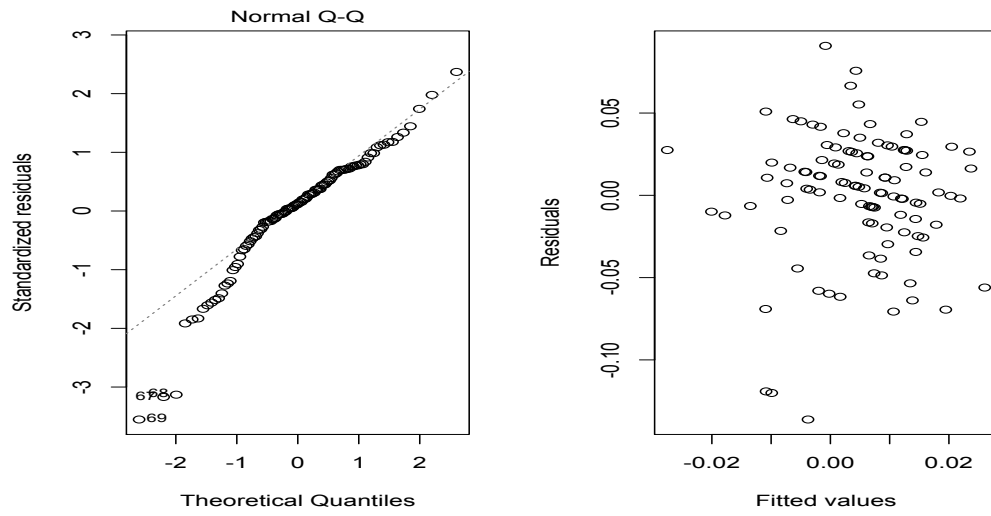 Normal Q-Q
Standardized residuals
3
2
1
0
-1
-2
-3
67
68
69
-2 -1 0 1 2
Theoretical Quantiles
Residuals
0.05
0.00
-0.05
-0.10
-0.02 0.00 0.02
Fitted values